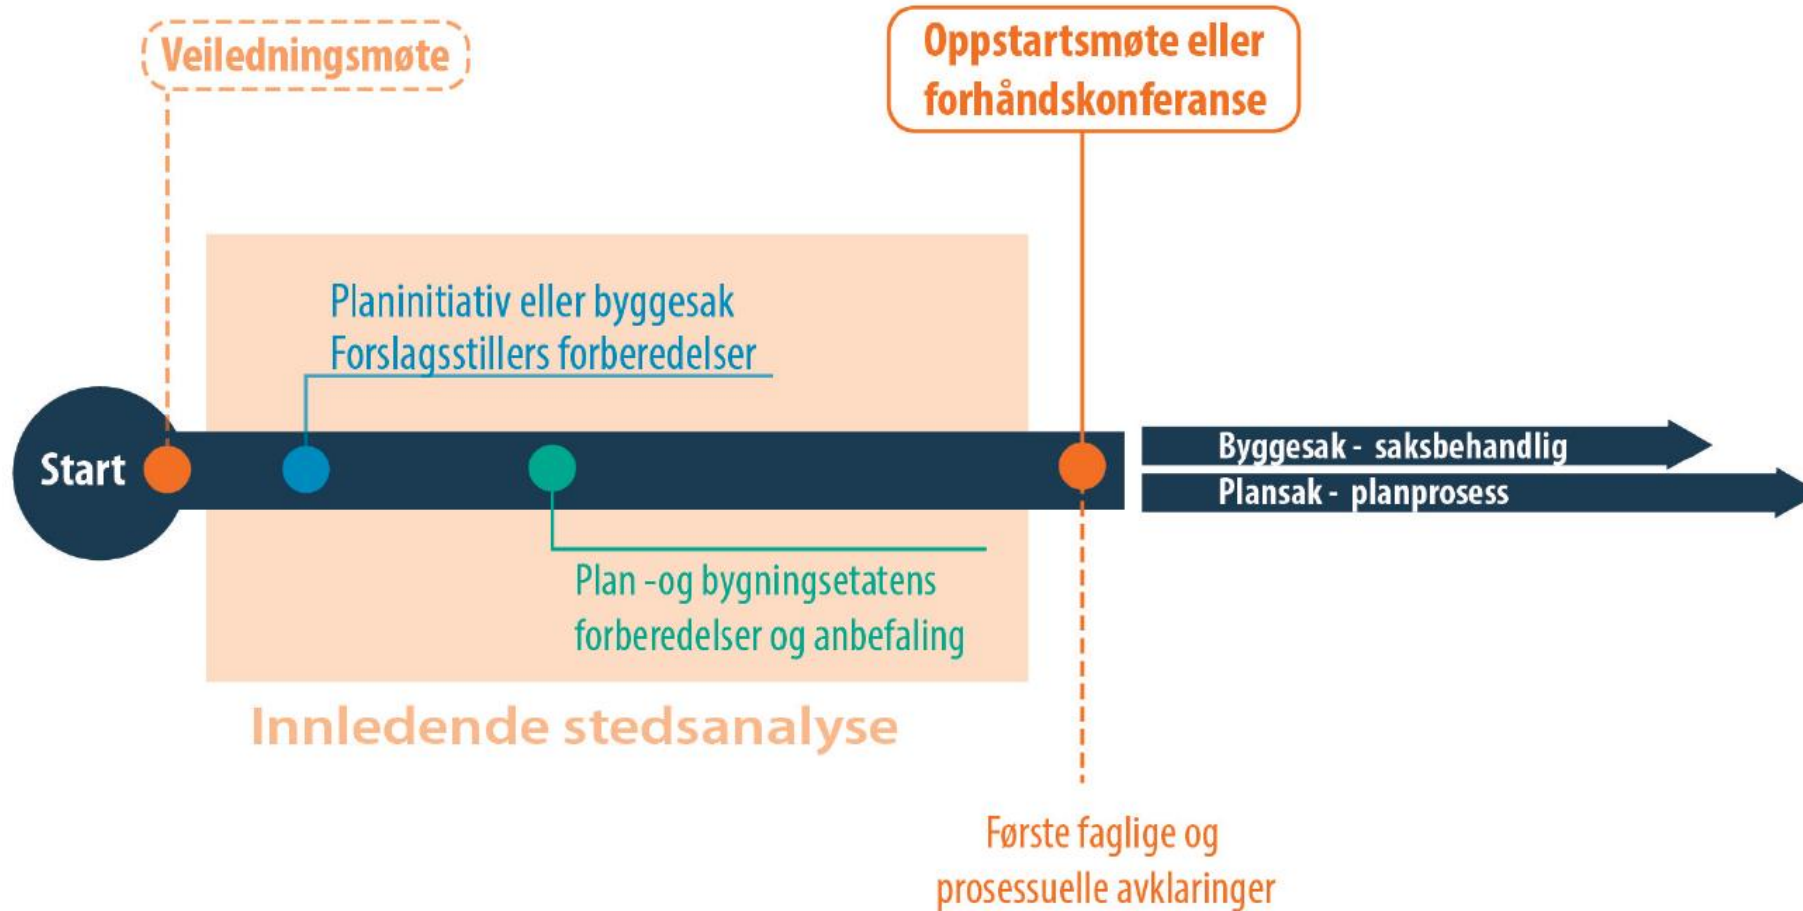 Veiledningsmøte
Oppstartsmøte eller
forhåndskonferanse
Planinitiativ eller byggesak
Forslagsstillers forberedelser
Start
Byggesak - saksbehandlig
Plansak - planprosess
Plan -og bygningsetatens
forberedelser og anbefaling
Innledende stedsanalyse
Første faglige og
prosessuelle avklaringer